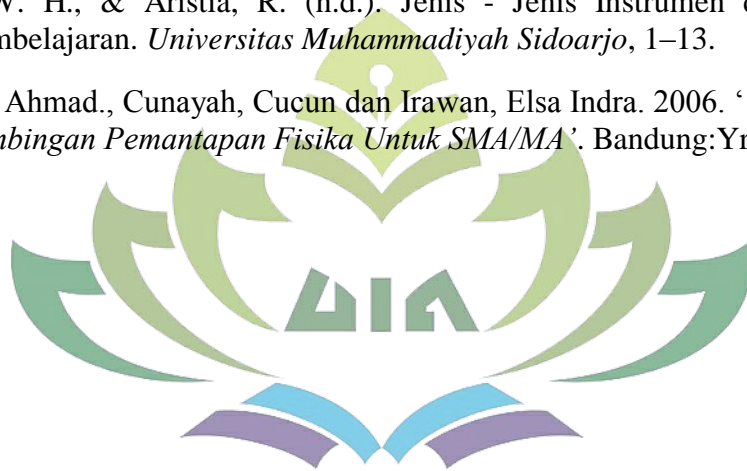 W. H., & Aristia, R. (n.d.). Jenis - Jenis Instrumen
mbelajaran. Universitas Muhammadiyah Sidoarjo, 1–13.
Ahmad., Cunayah, Cucun dan Irawan, Elsa Indra. 2006. ‘
mbingan Pemantapan Fisika Untuk SMA/MA’. Bandung:Yr
UIN